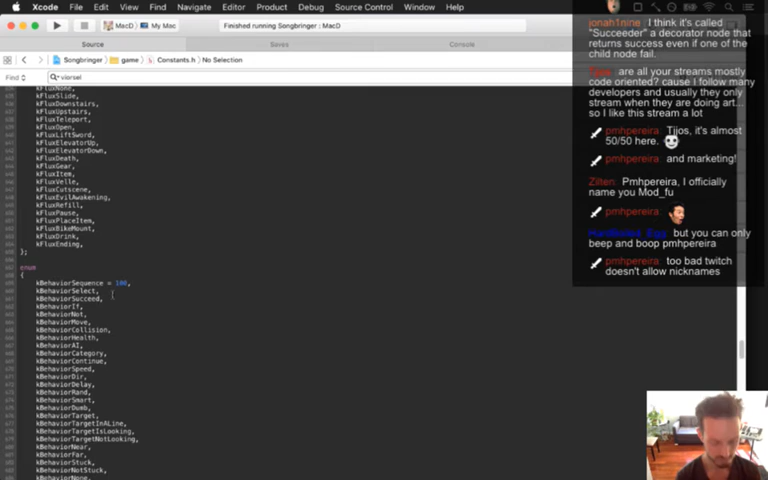 Xcode File Edit View Find Navigate Editor Product Debug Source Control Window Help
MacD My Mac
Finished running Songbringer : MacD
Source
Saves
Console
Songbringer game Constants.h No Selection
Find
viorsel
kFluxNone,
kFluxSlide,
kFluxDownstairs,
kFluxUpstairs,
kFluxTeleport,
kFluxOpen,
kFluxLiftSword,
kFluxElevatorUp,
kFluxElevatorDown,
kFluxDeath,
kFluxGear,
kFluxItem,
kFluxVelle,
kFluxCutscene,
kFluxEvilAwakening,
kFluxRefill,
kFluxPause,
kFluxPlaceItem,
kFluxBikeMove,
kFluxDrink,
kFluxEnding,
};
enum
{
kBehaviorSequence = 100,
kBehaviorSelect,
kBehaviorSucceed,
kBehaviorIf,
kBehaviorNot,
kBehaviorMove,
kBehaviorCollision,
kBehaviorHealth,
kBehaviorAI,
kBehaviorCategory,
kBehaviorContinue,
kBehaviorSpeed,
kBehaviorDir,
kBehaviorDelay,
kBehaviorRand,
kBehaviorSmart,
kBehaviorDumb,
kBehaviorTarget,
kBehaviorTargetInALine,
kBehaviorTargetIsLooking,
kBehaviorTargetNotLooking,
kBehaviorNear,
kBehaviorFar,
kBehaviorStuck,
kBehaviorNotStuck,
kBehaviorNone,
jonah1nine: I think it's called
"Succeeder" a decorator node that
returns success even if one of the
child node fail.
Tijos: are all your streams mostly
code oriented? cause I follow many
developers and usually they only
stream when they are doing art...
so I like this stream a lot
pmhpereira: Tijos, it's almost
50/50 here.
pmhpereira: and marketing!
Zilten: Pmhpereira, I officially
name you Mod_fu
pmhpereira:
but you can only
beep and boop pmhpereira
pmhpereira: too bad twitch
doesn't allow nicknames